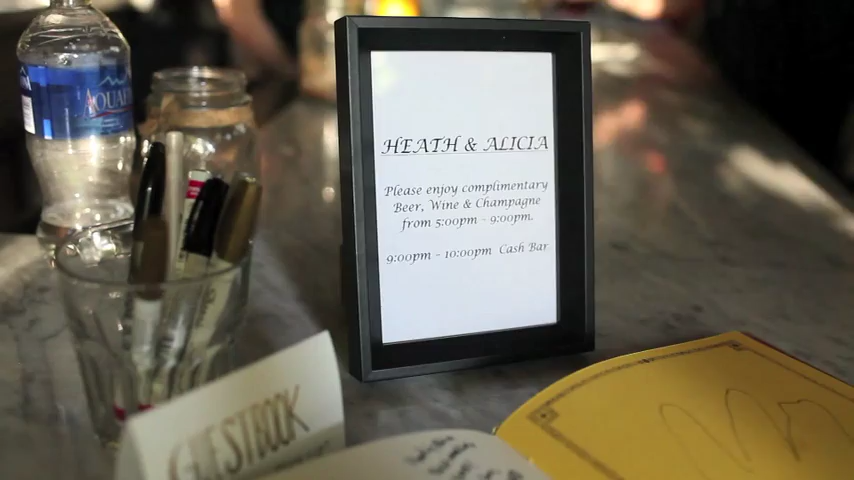 HEATH & ALICIA
Please enjoy complimentary
Beer, Wine & Champagne
from 5:00pm - 9:00pm.
9:00pm - 10:00pm Cash Bar
GUESTBOOK